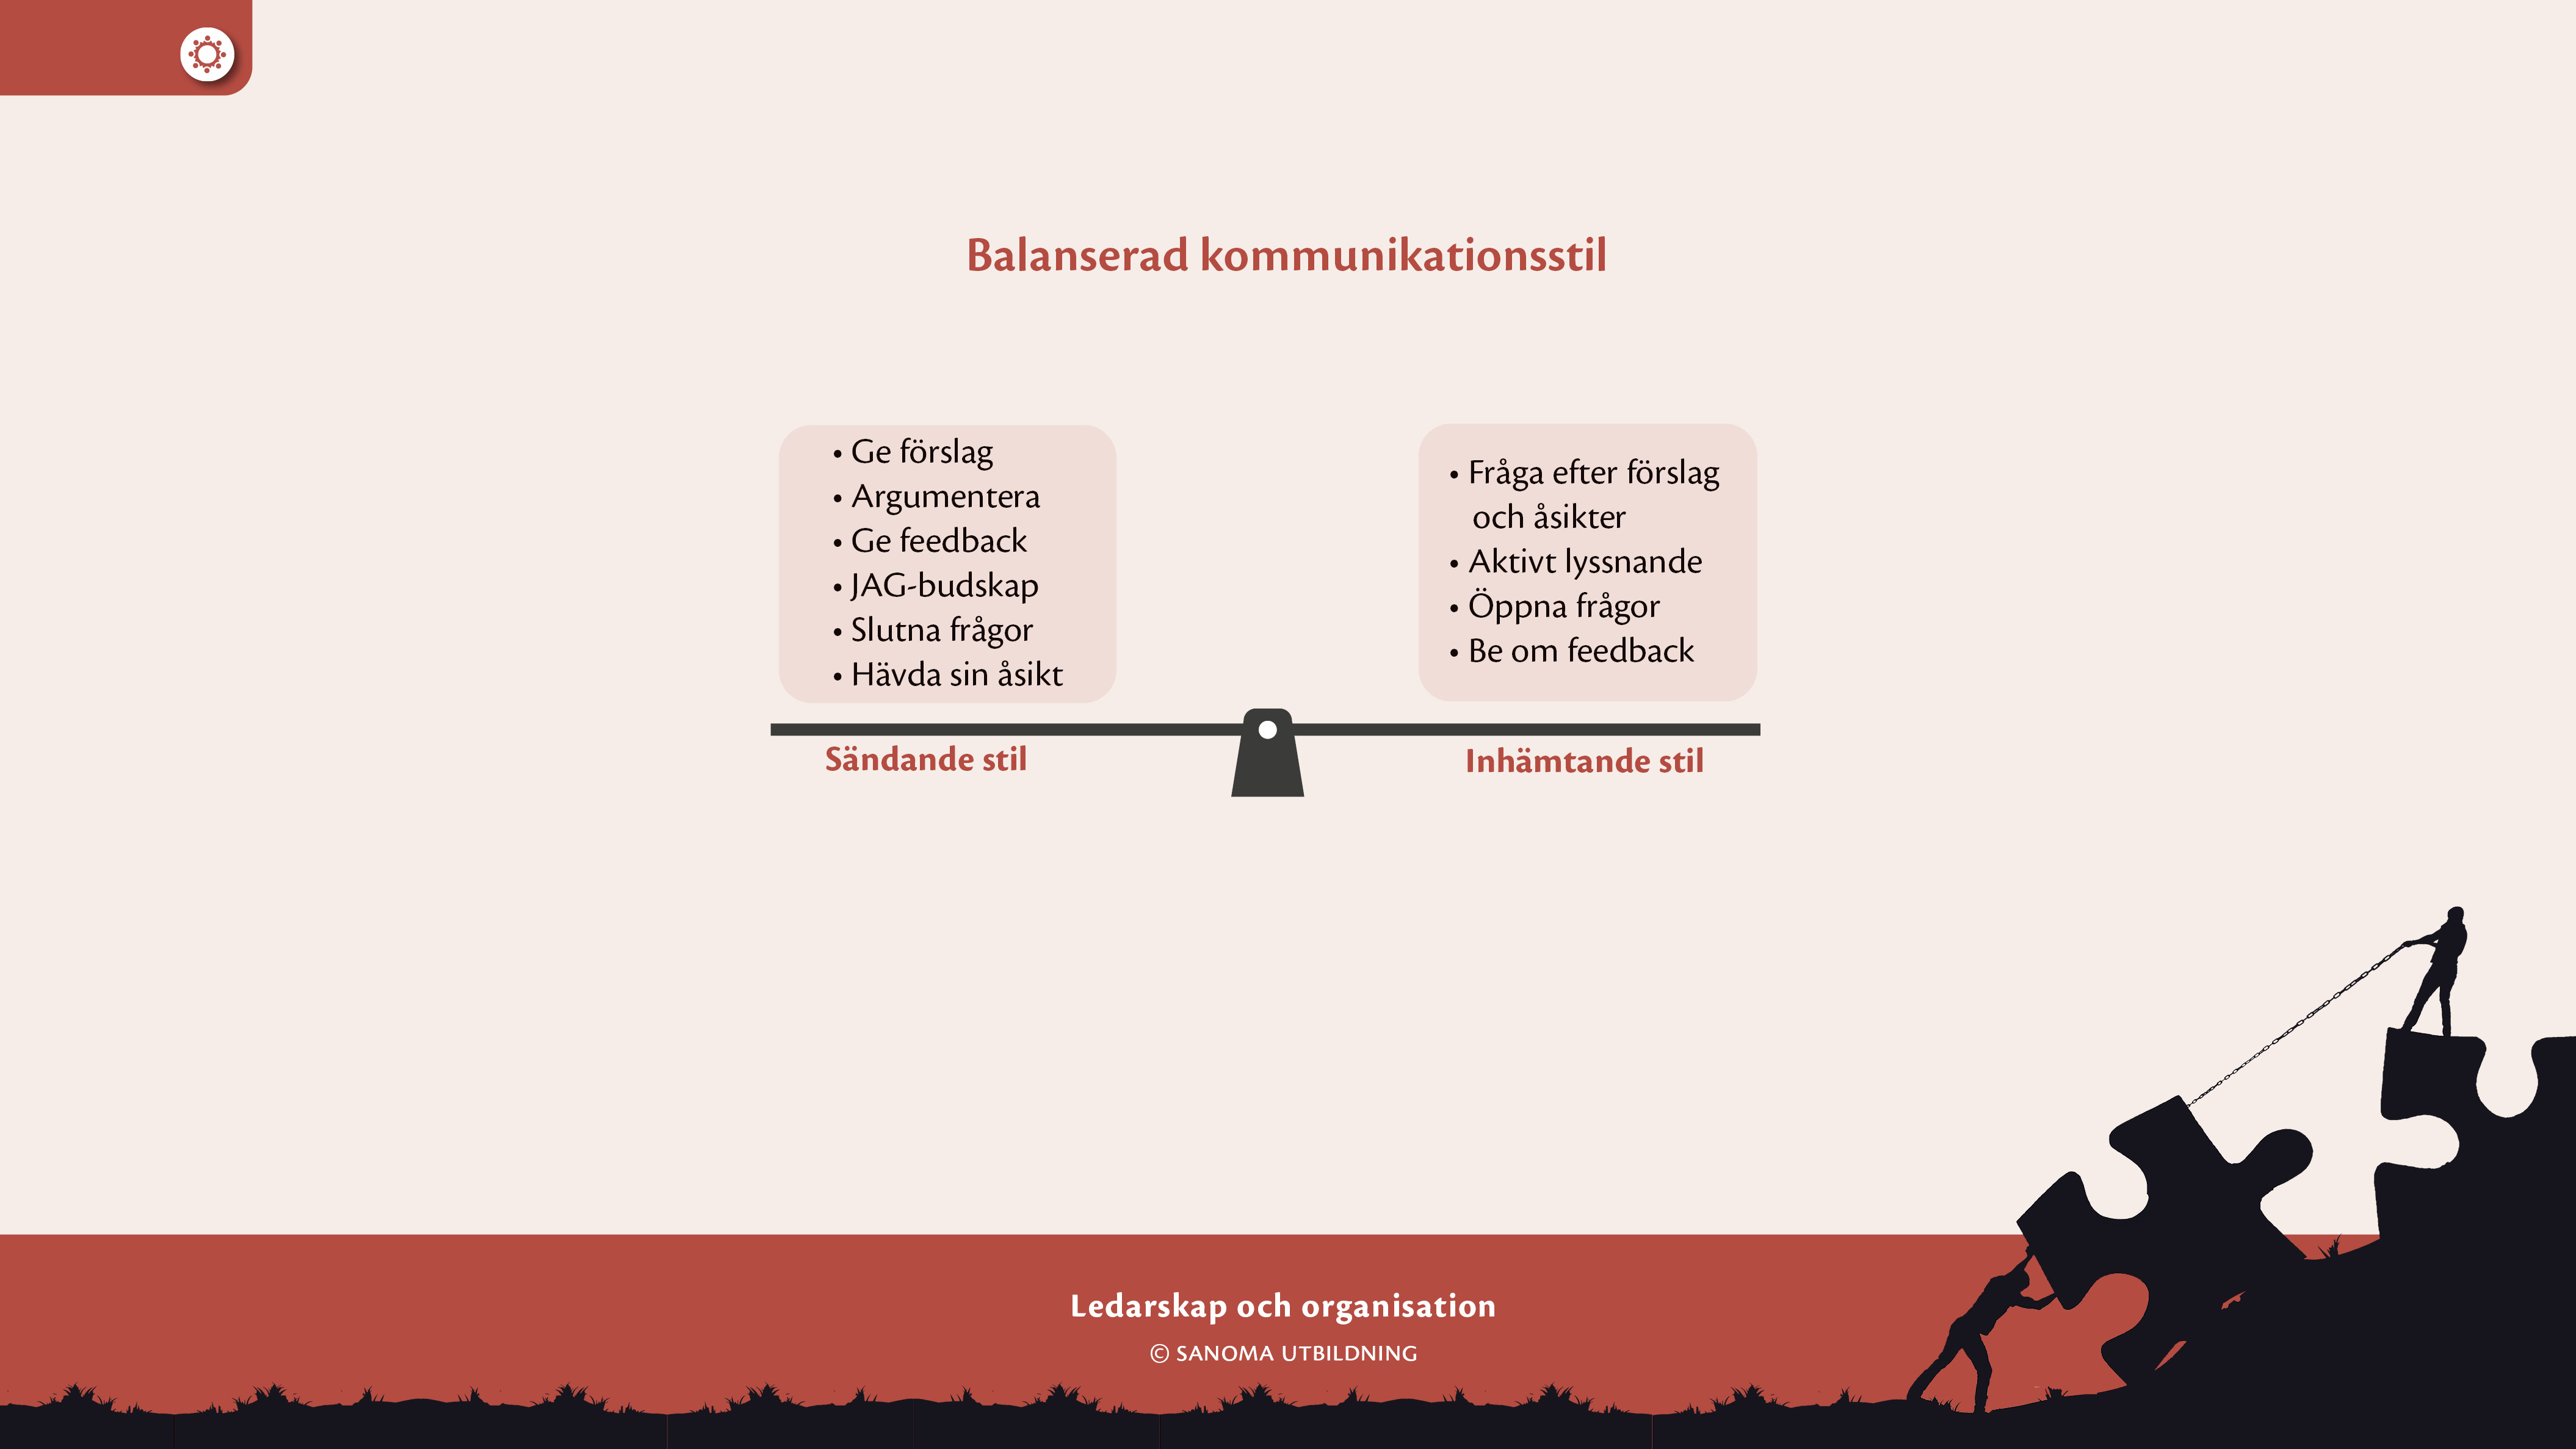 Balanserad kommunikationsstil
• Ge förslag
• Argumentera
• Ge feedback
• JAG-budskap
• Slutna frågor
• Hävda sin åsikt
Sändande stil
• Fråga efter förslag
och åsikter
• Aktivt lyssnande
• Öppna frågor
• Be om feedback
Inhämtande stil
Ledarskap och organisation
© SANOMA UTBILDNING